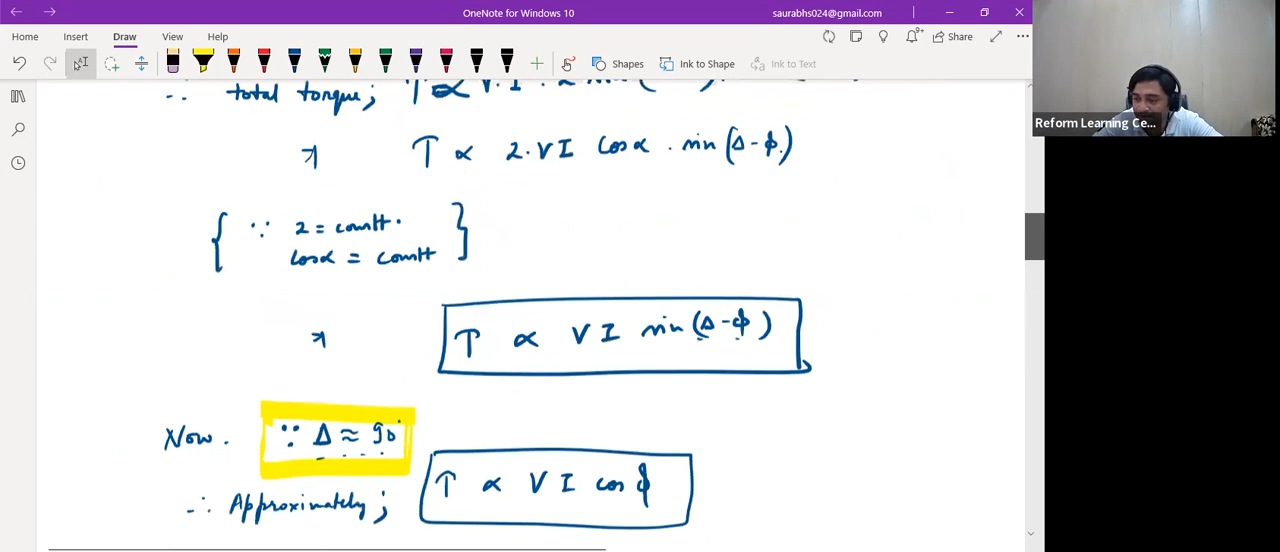 OneNote for Windows 10
saurabhs024@gmail.com
Home Insert Draw View Help
Share
Shapes Ink to Shape Ink to Text
Reform Learning Ce...
∴ total torque; T ∝ V.I. 2
T ∝ 2.VI cosα . sin(Δ-ϕ)
{ ∵ 2 = constt.
cosα = constt }
T ∝ VI sin(Δ-ϕ)
Now. ∵ Δ ≈ 90°
∴ Approximately; T ∝ VI cos ϕ